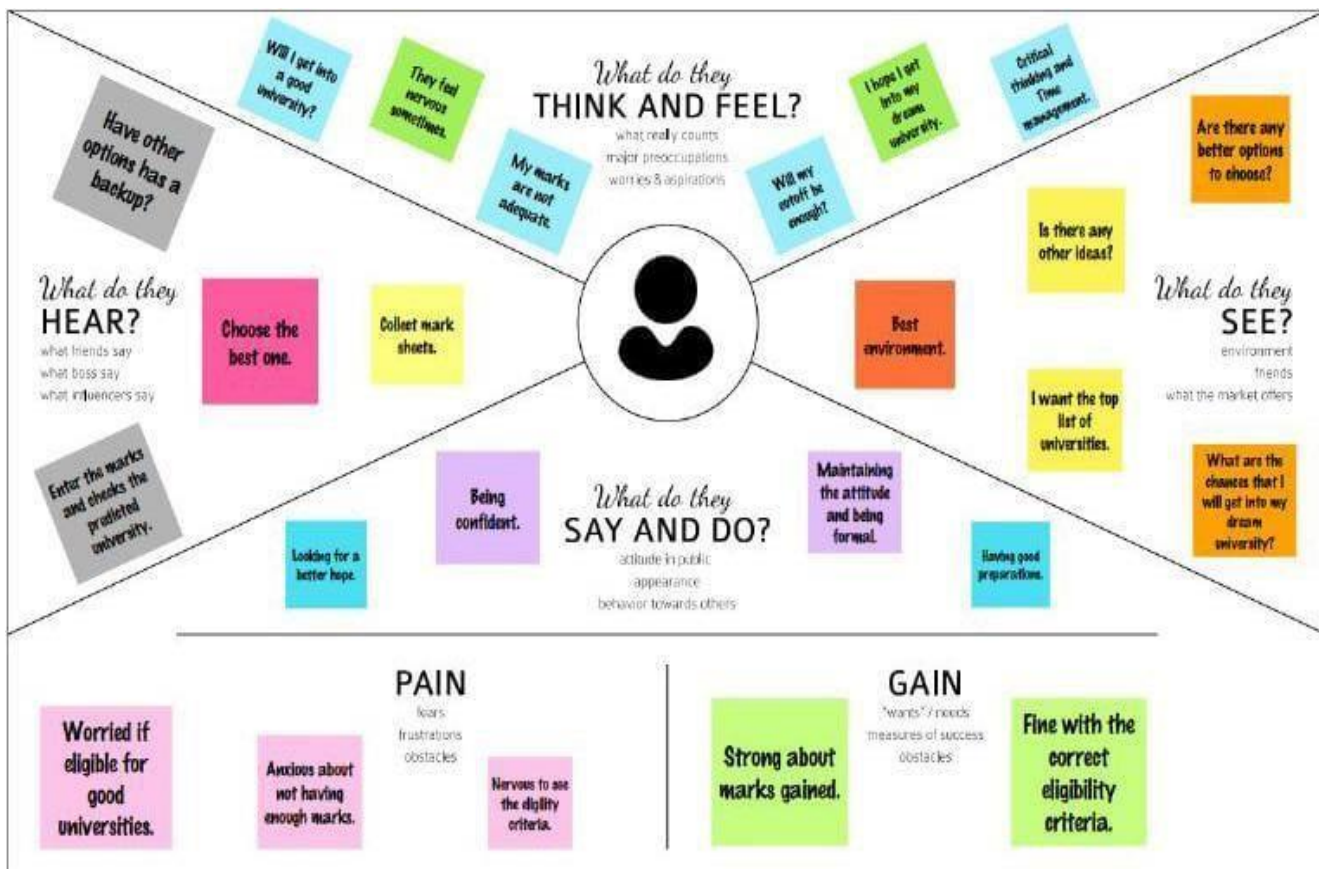 What do they
THINK AND FEEL?
what really counts
major preoccupations
worries & aspirations
Will I get into
a good
university?
They feel
nervous
sometimes.
My marks
are not
adequate.
Will my
cutoff be
enough?
I hope I get
into my
dream
university.
Critical
thinking and
Time
management.
What do they
HEAR?
what friends say
what boss say
what influencers say
Have other
options has a
backup?
Choose the
best one.
Collect mark
sheets.
Enter the marks
and checks the
predicted
university.
What do they
SEE?
environment
friends
what the market offers
Are there any
better options
to choose?
Is there any
other ideas?
Best
environment.
I want the top
list of
universities.
What are the
chances that I
will get into my
dream
university?
What do they
SAY AND DO?
attitude in public
appearance
behavior towards others
Being
confident.
Looking for a
better hope.
Maintaining
the attitude
and being
formal.
Having good
preparations.
PAIN
fears
frustrations
obstacles
Worried if
eligible for
good
universities.
Anxious about
not having
enough marks.
Nervous to see
the
criteria.
GAIN
"wants" / needs
measures of success
obstacles
Strong about
marks gained.
Fine with the
correct
eligibility
criteria.